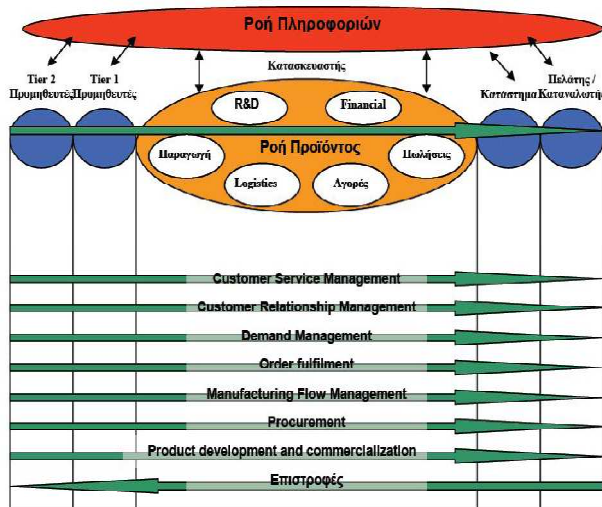 Ροή Πληροφοριών
Κατασκευαστής
Tier 2
Προμηθευτές
Tier 1
Προμηθευτές
Κατάστημα
Πελάτης /
Καταναλωτής
R&D
Financial
Ροή Προϊόντος
Παραγωγή
Πωλήσεις
Logistics
Αγορές
Customer Service Management
Customer Relationship Management
Demand Management
Order fulfilment
Manufacturing Flow Management
Procurement
Product development and commercialization
Επιστροφές